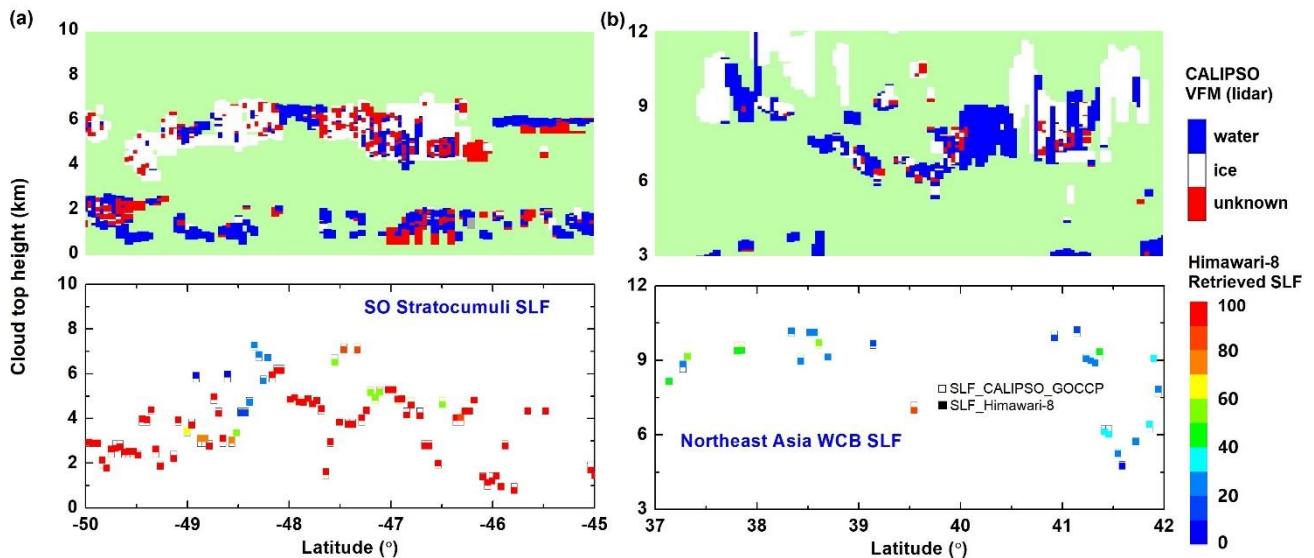 (a)
(b)
10
8
6
4
2
0
12
9
6
3
CALIPSO
VFM (lidar)
water
ice
unknown
Cloud top height (km)
10
8
6
4
2
0
SO Stratocumuli SLF
-50 -49 -48 -47 -46 -45
Latitude (°)
12
9
6
3
SLF_CALIPSO_GOCCP
SLF_Himawari-8
Northeast Asia WCB SLF
37 38 39 40 41 42
Latitude (°)
Himawari-8
Retrieved SLF
100
80
60
40
20
0